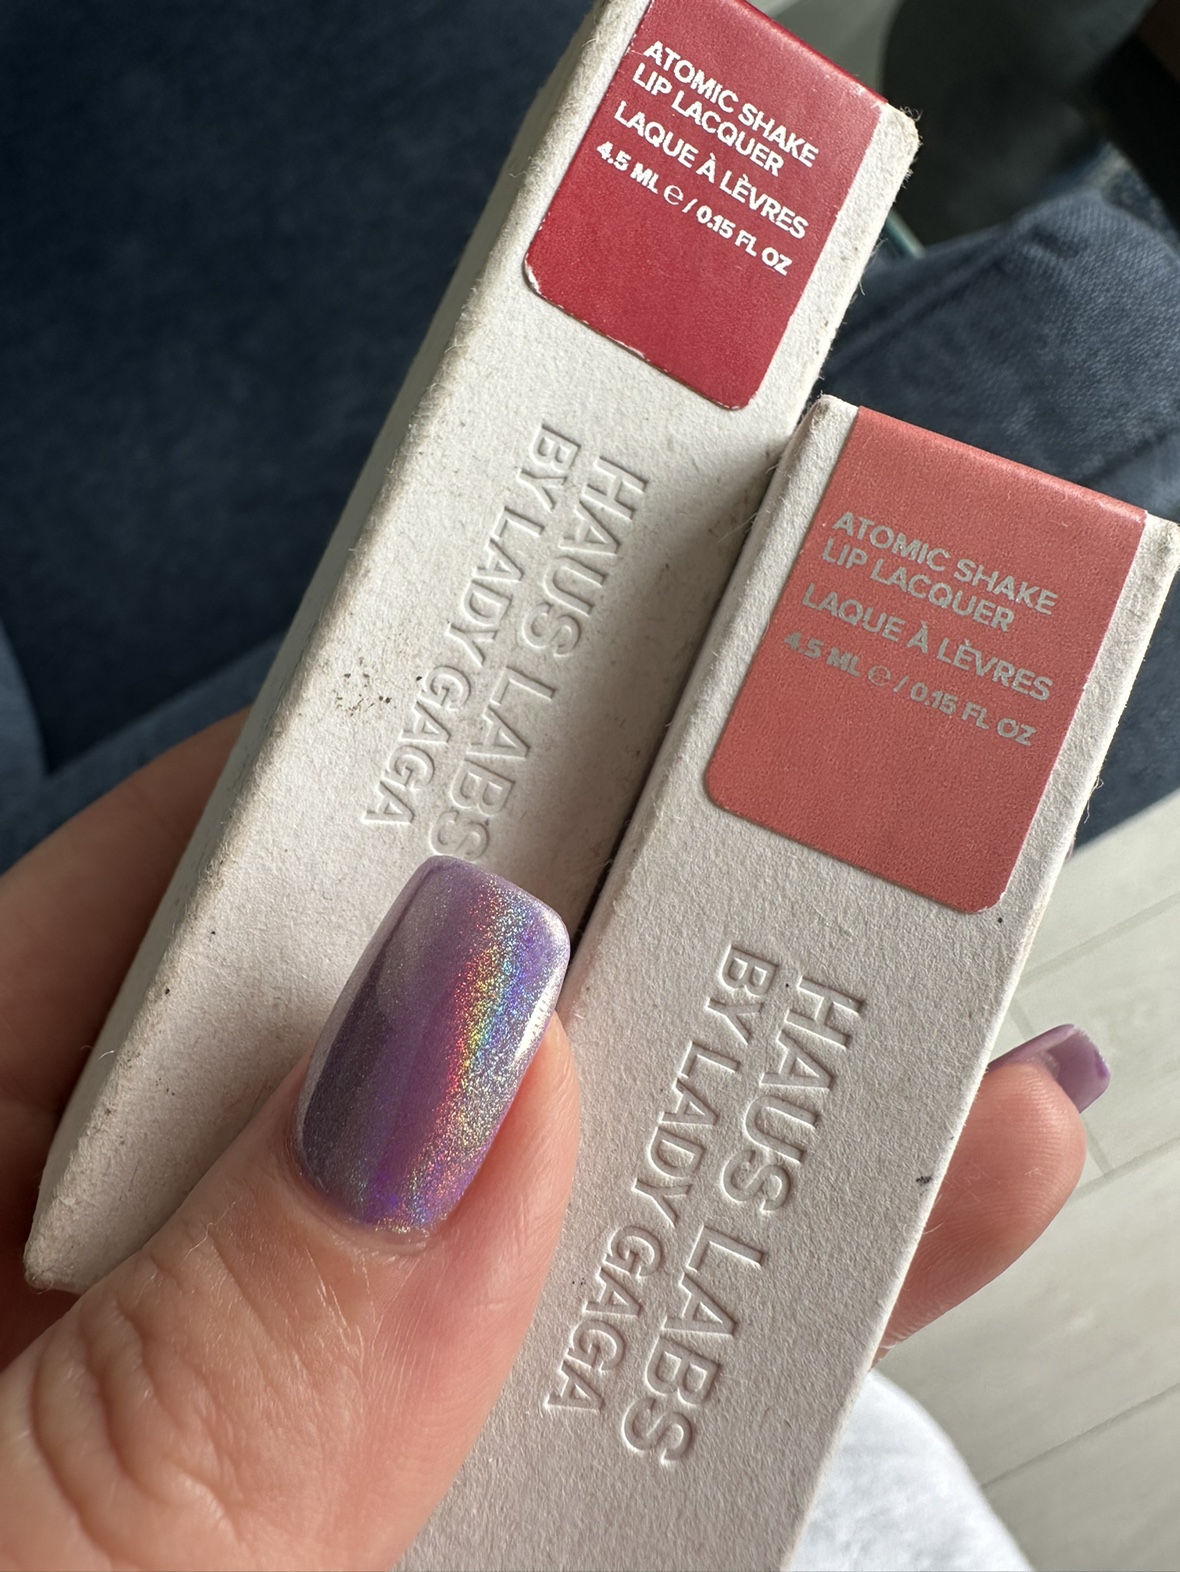 ATOMIC SHAKE
LIP LACQUER
LAQUE À LÈVRES
4.5 ML ℮ / 0.15 FL OZ
HAUS LABS
BY LADY GAGA
ATOMIC SHAKE
LIP LACQUER
LAQUE À LÈVRES
4.5 ML ℮ / 0.15 FL OZ
HAUS LABS
BY LADY GAGA